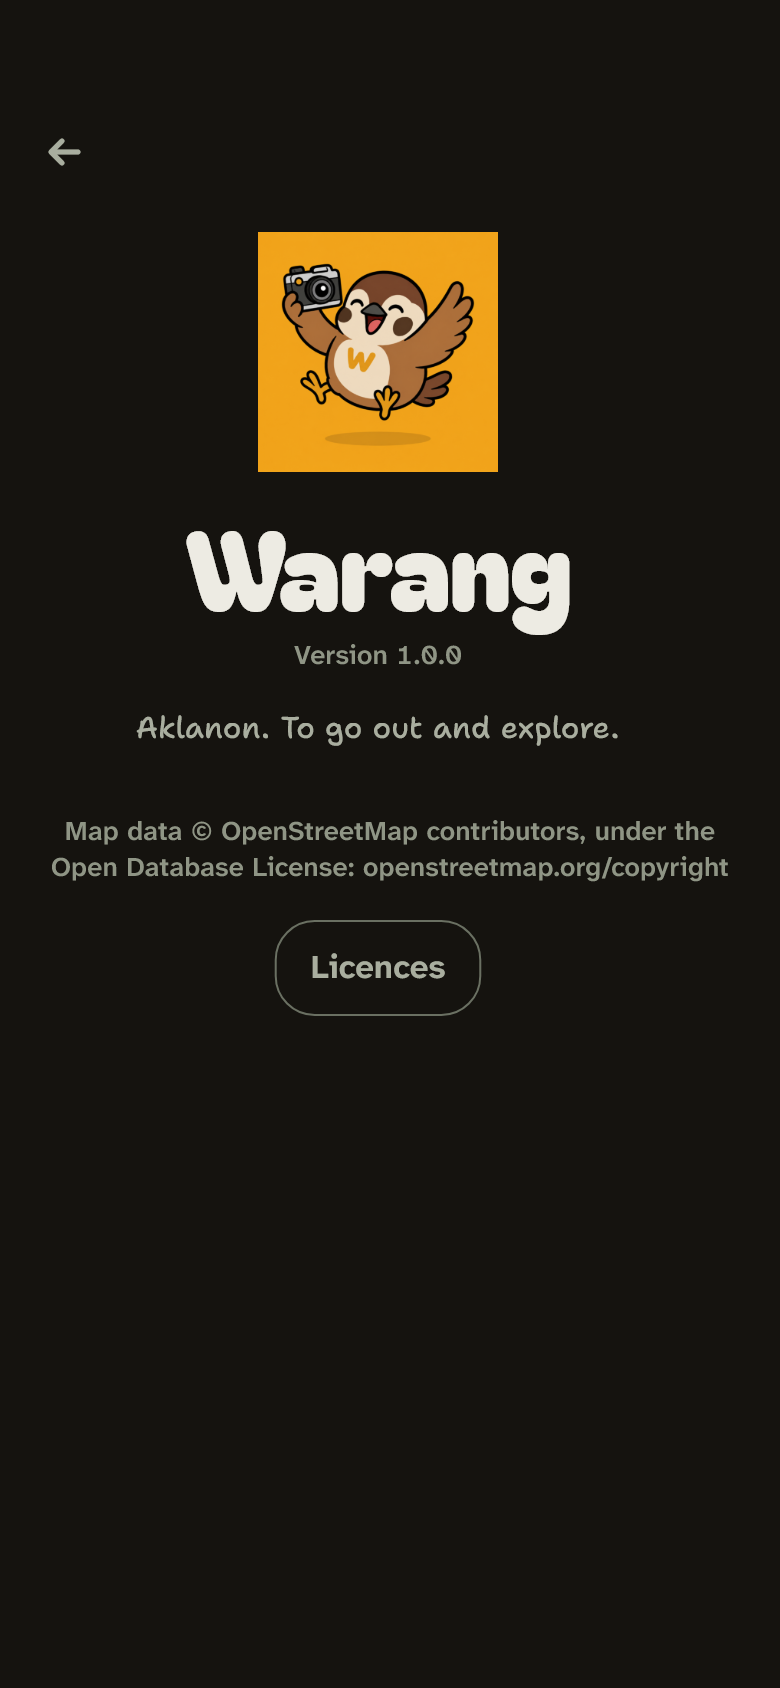 W
Warang
Version 1.0.0
Aklanon. To go out and explore.
Map data © OpenStreetMap contributors, under the
Open Database License: openstreetmap.org/copyright
Licences